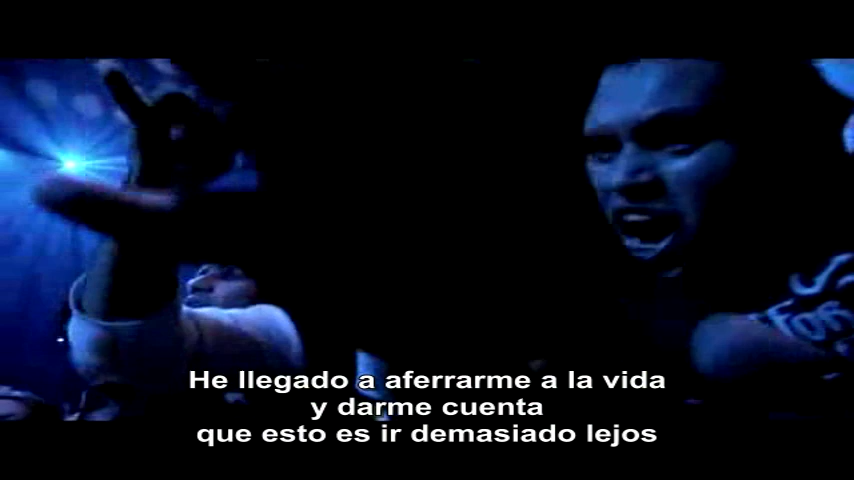 He llegado a aferrarme a la vida
y darme cuenta
que esto es ir demasiado lejos